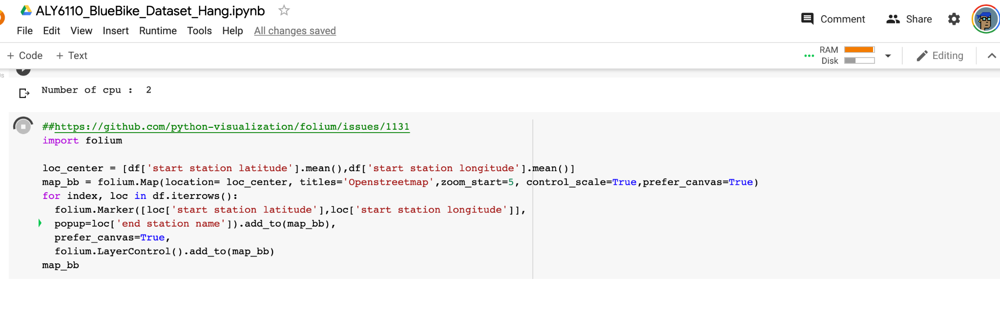 ALY6110_BlueBike_Dataset_Hang.ipynb
Comment Share
File Edit View Insert Runtime Tools Help All changes saved
+ Code + Text
RAM
Disk
Editing
Number of cpu :  2
##https://github.com/python-visualization/folium/issues/1131
import folium
loc_center = [df['start station latitude'].mean(),df['start station longitude'].mean()]
map_bb = folium.Map(location= loc_center, titles='Openstreetmap',zoom_start=5, control_scale=True,prefer_canvas=True)
for index, loc in df.iterrows():
  folium.Marker([loc['start station latitude'],loc['start station longitude']],
  popup=loc['end station name']).add_to(map_bb),
  prefer_canvas=True,
  folium.LayerControl().add_to(map_bb)
map_bb